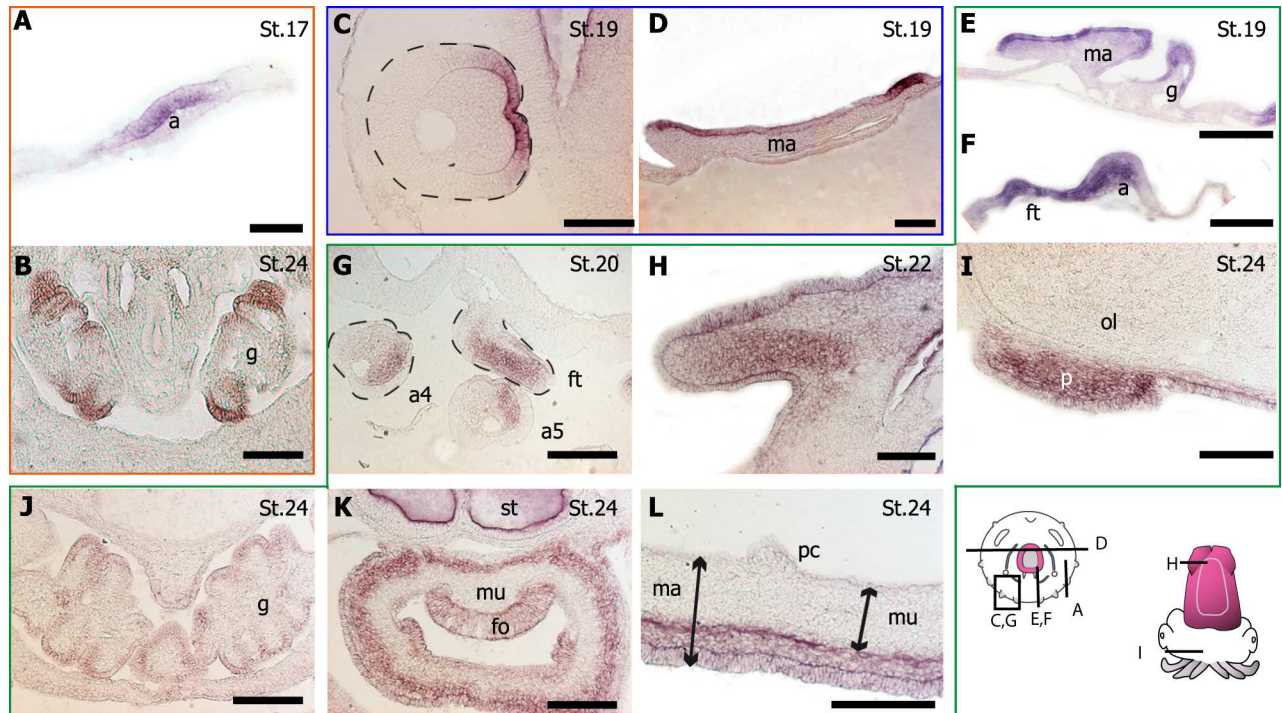 A St.17
a
B St.24
g
C St.19
D St.19
ma
E St.19
ma
g
F
a
ft
G St.20
a4
ft
a5
H St.22
I St.24
ol
p
J St.24
g
K St.24
st
mu
fo
L St.24
pc
ma
mu
D
A
C,G
E,F
H
I